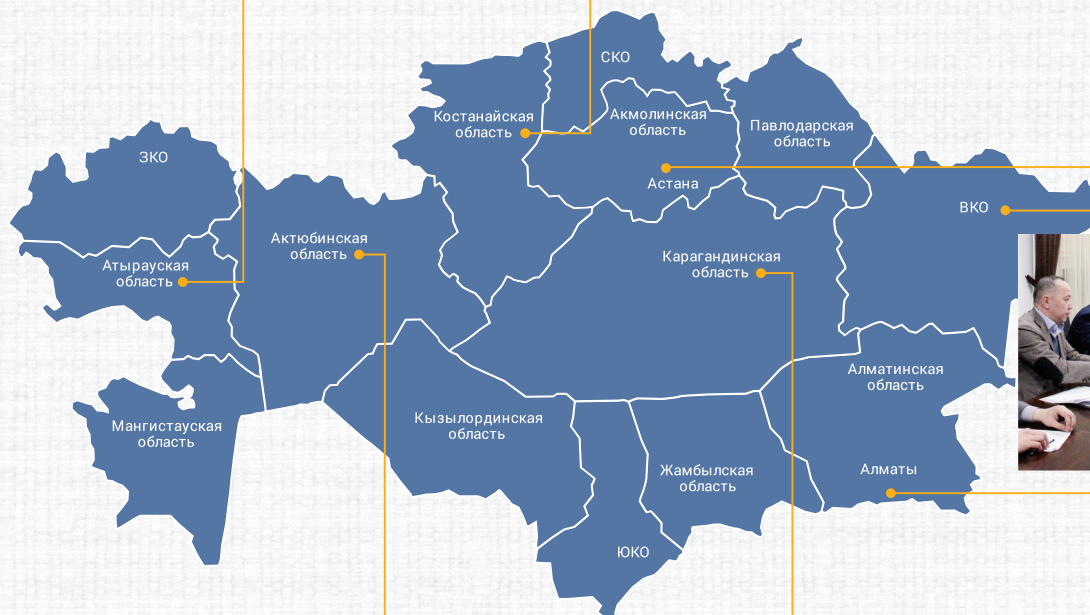 СКО
Костанайская
область
Акмолинская
область
Павлодарская
область
ЗКО
Астана
ВКО
Актюбинская
область
Атырауская
область
Карагандинская
область
Алматинская
область
Мангистауская
область
Кызылординская
область
Жамбылская
область
Алматы
ЮКО